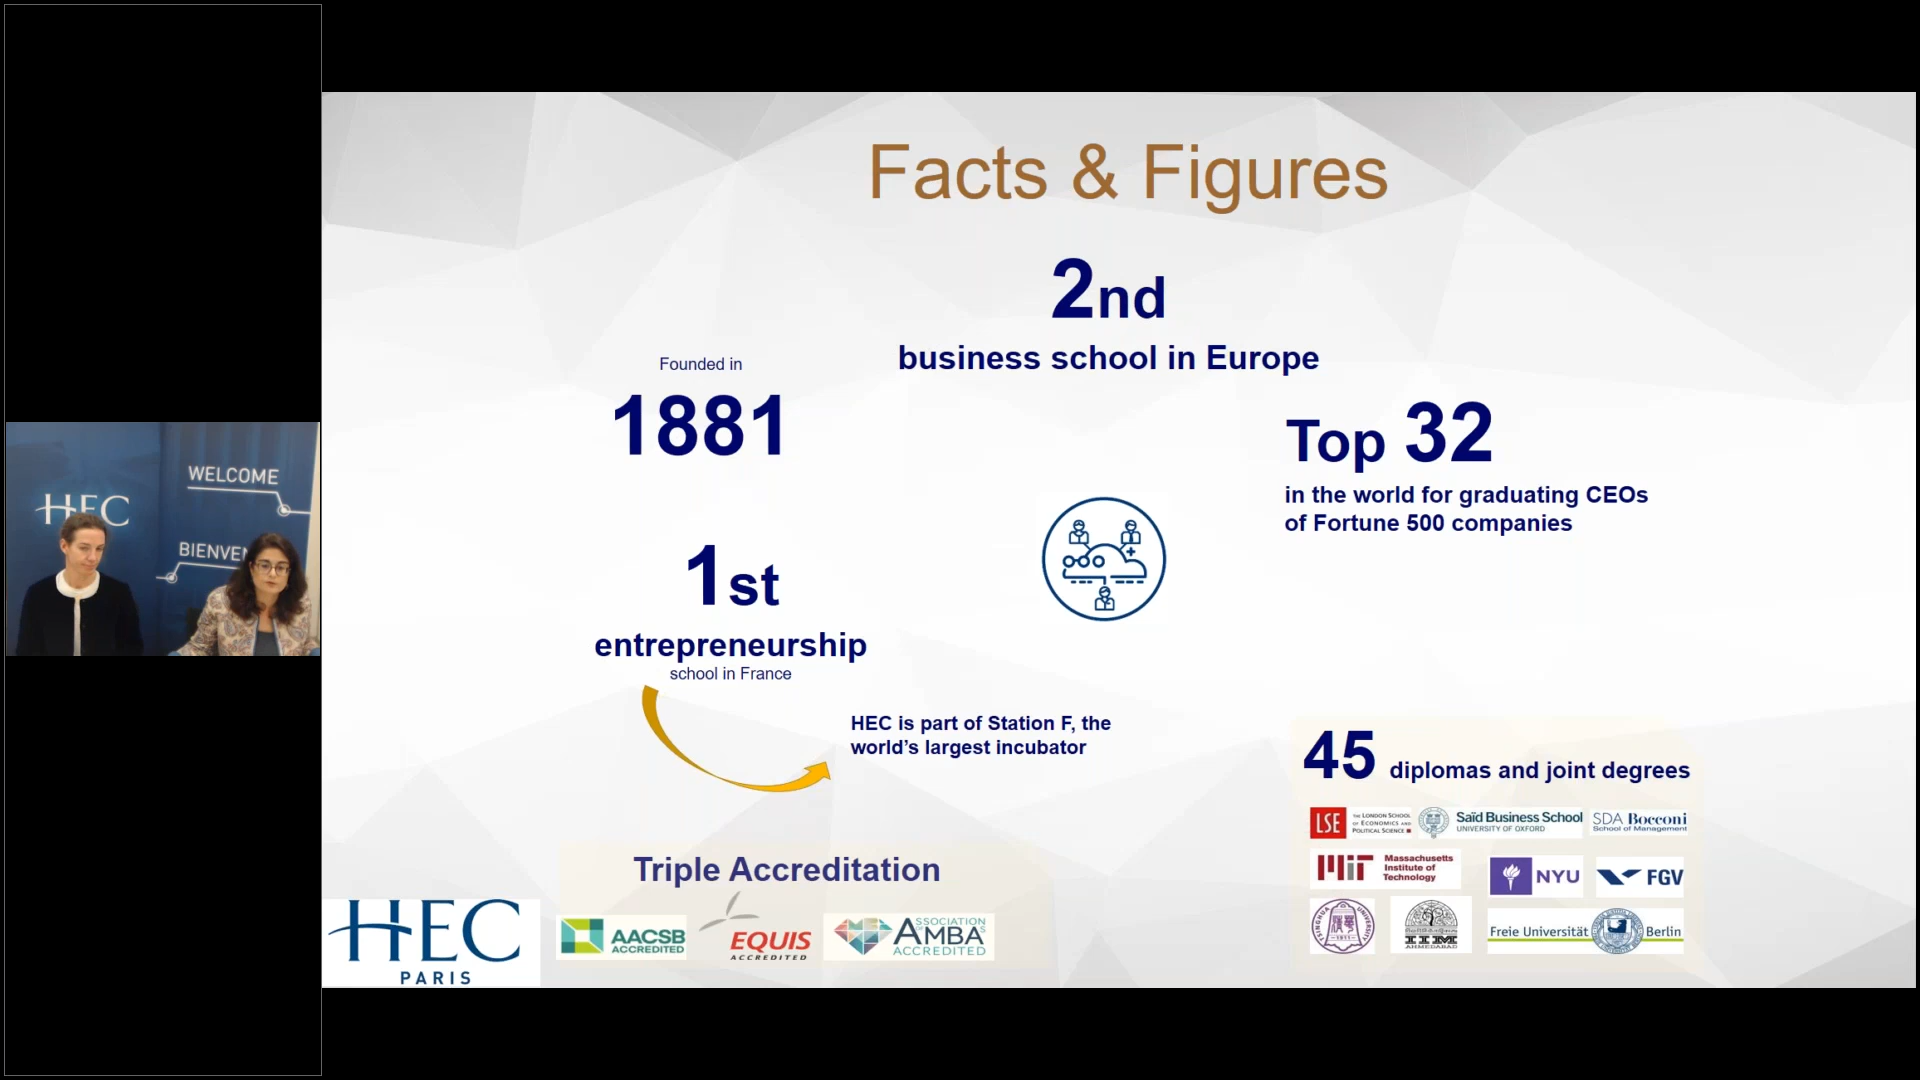 HEC
WELCOME
BIENVEN
Facts & Figures
2nd
business school in Europe
Founded in
1881
Top 32
in the world for graduating CEOs
of Fortune 500 companies
1st
entrepreneurship
school in France
HEC is part of Station F, the
world’s largest incubator
45 diplomas and joint degrees
LSE
THE LONDON SCHOOL
OF ECONOMICS AND
POLITICAL SCIENCE
Saïd Business School
UNIVERSITY OF OXFORD
SDA Bocconi
School of Management
MIT
Massachusetts
Institute of
Technology
NYU
FGV
TSINGHUA UNIVERSITY
1911
IIM
AHMEDABAD
Freie Universität Berlin
Triple Accreditation
AACSB
ACCREDITED
EQUIS
ACCREDITED
ASSOCIATION
OF AMBA'S
ACCREDITED
HEC
PARIS